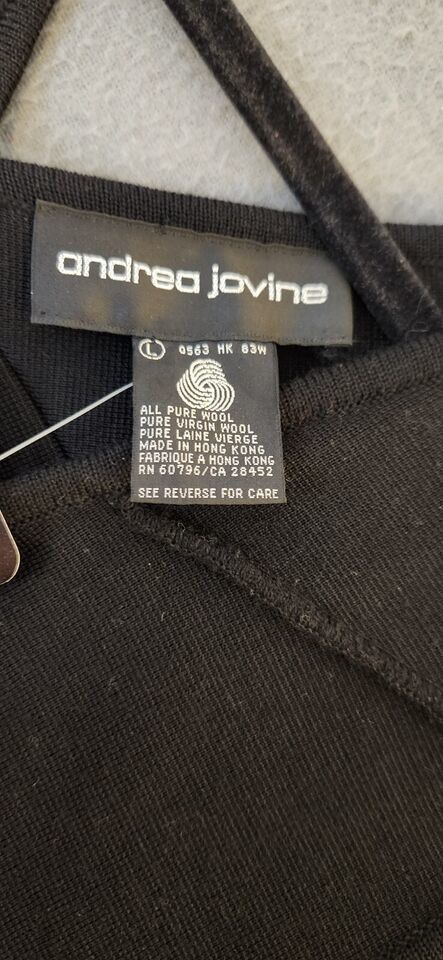 andrea jovine
L 0563 HK 83W
ALL PURE WOOL
PURE VIRGIN WOOL
PURE LAINE VIERGE
MADE IN HONG KONG
FABRIQUE A HONG KONG
RN 60796/CA 28452
SEE REVERSE FOR CARE